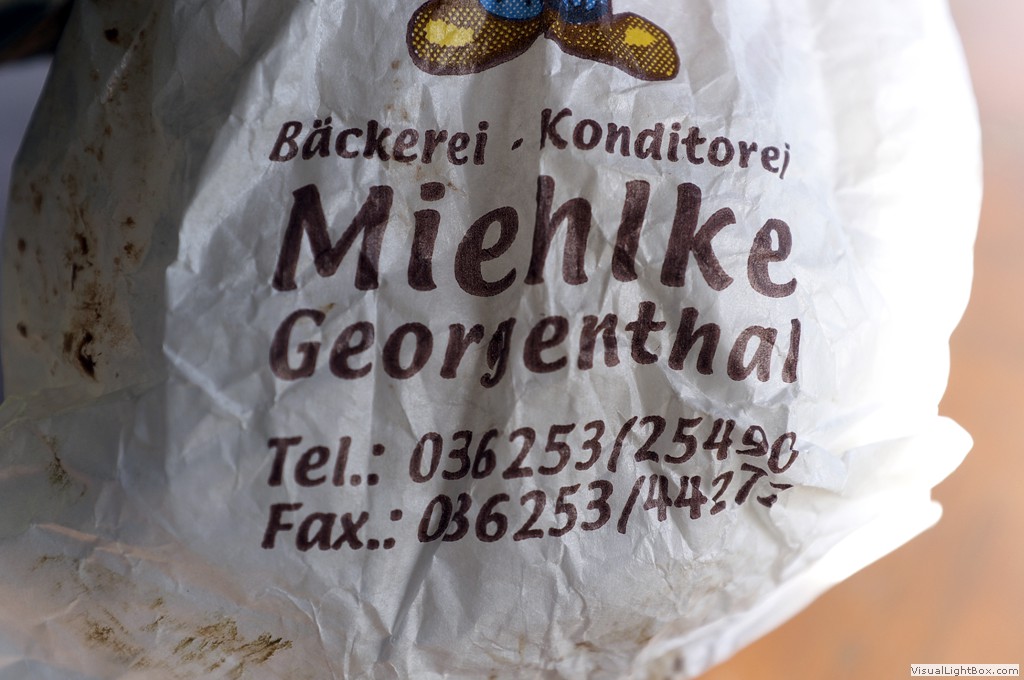 Bäckerei - Konditorei
Miehlke
Georgenthal
Tel.: 036253/25490
Fax.: 036253/
VisualLightBox.com